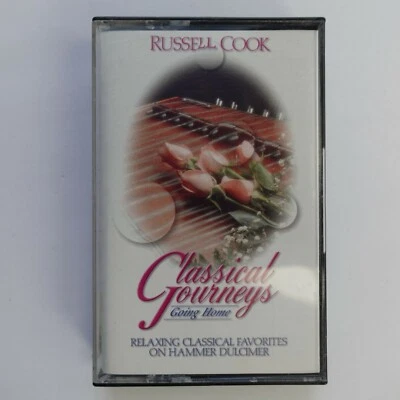 RUSSELL COOK
Classical
Journeys
Going Home
RELAXING CLASSICAL FAVORITES
ON HAMMER DULCIMER